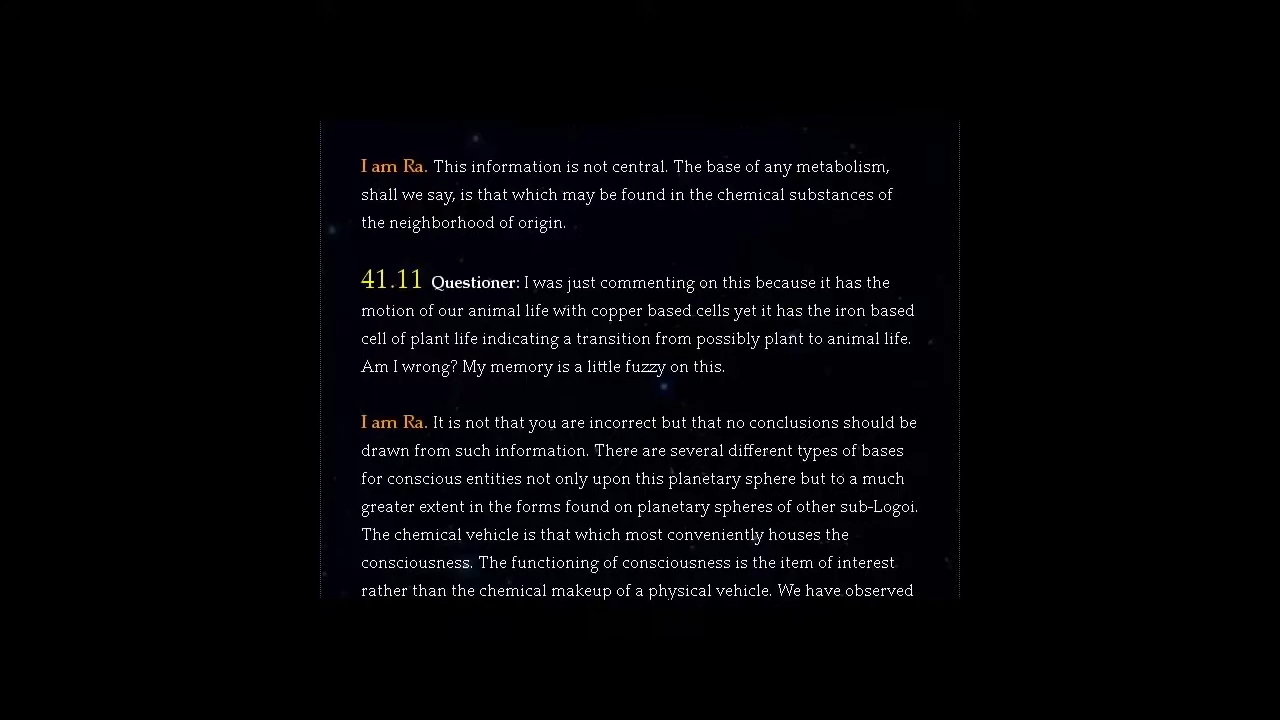 I am Ra. This information is not central. The base of any metabolism,
shall we say, is that which may be found in the chemical substances of
the neighborhood of origin.
41.11 Questioner: I was just commenting on this because it has the
motion of our animal life with copper based cells yet it has the iron based
cell of plant life indicating a transition from possibly plant to animal life.
Am I wrong? My memory is a little fuzzy on this.
I am Ra. It is not that you are incorrect but that no conclusions should be
drawn from such information. There are several different types of bases
for conscious entities not only upon this planetary sphere but to a much
greater extent in the forms found on planetary spheres of other sub-Logoi.
The chemical vehicle is that which most conveniently houses the
consciousness. The functioning of consciousness is the item of interest
rather than the chemical makeup of a physical vehicle. We have observed